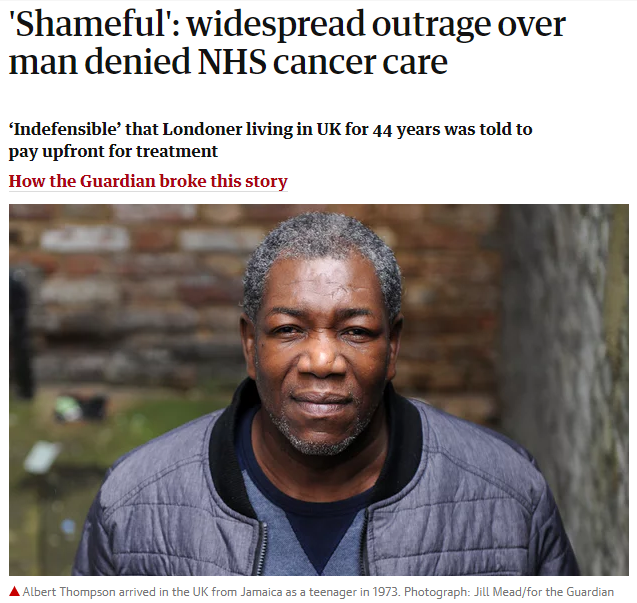 'Shameful': widespread outrage over
man denied NHS cancer care
‘Indefensible’ that Londoner living in UK for 44 years was told to
pay upfront for treatment
How the Guardian broke this story
Albert Thompson arrived in the UK from Jamaica as a teenager in 1973. Photograph: Jill Mead/for the Guardian